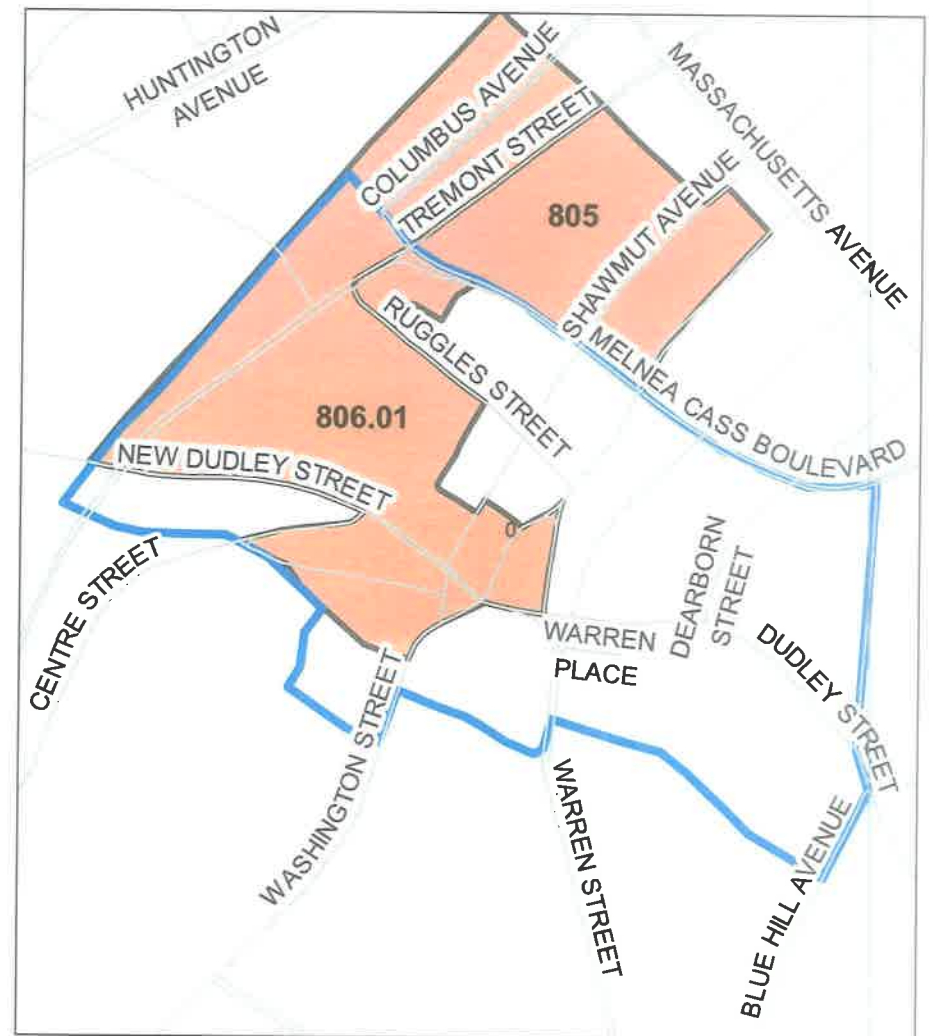 HUNTINGTON
AVENUE
COLUMBUS AVENUE
MASSACHUSETTS AVENUE
TREMONT STREET
805
SHAWMUT AVENUE
RUGGLES STREET
MELNEA CASS BOULEVARD
806.01
NEW DUDLEY STREET
0
CENTRE STREET
DEARBORN
STREET
WARREN
PLACE
DUDLEY STREET
WASHINGTON STREET
WARREN STREET
BLUE HILL AVENUE